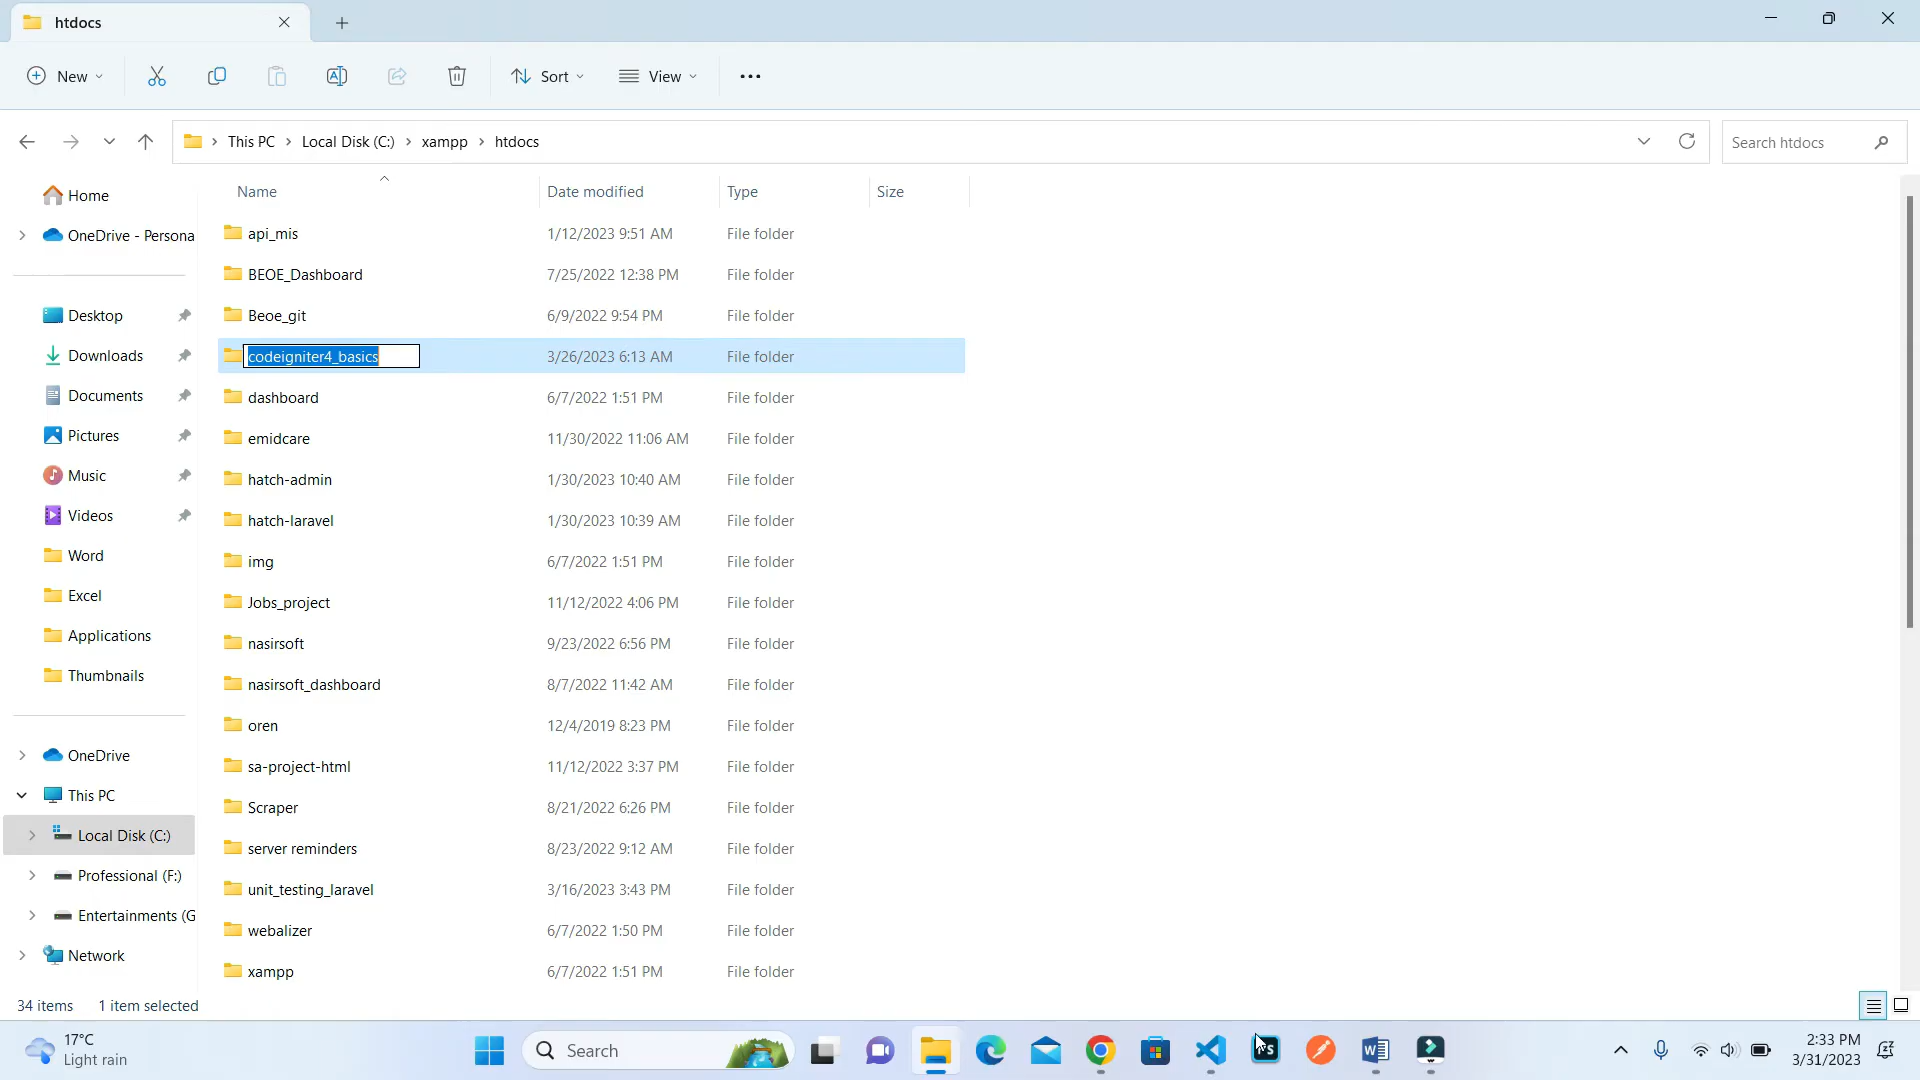 htdocs
New
Sort
View
This PC
Local Disk (C:)
xampp
htdocs
Search htdocs
Name
Date modified
Type
Size
Home
OneDrive - Persona
Desktop
Downloads
Documents
Pictures
Music
Videos
Word
Excel
Applications
Thumbnails
OneDrive
This PC
Local Disk (C:)
Professional (F:)
Entertainments (G
Network
api_mis 1/12/2023 9:51 AM File folder
BEOE_Dashboard 7/25/2022 12:38 PM File folder
Beoe_git 6/9/2022 9:54 PM File folder
codeigniter4_basics 3/26/2023 6:13 AM File folder
dashboard 6/7/2022 1:51 PM File folder
emidcare 11/30/2022 11:06 AM File folder
hatch-admin 1/30/2023 10:40 AM File folder
hatch-laravel 1/30/2023 10:39 AM File folder
img 6/7/2022 1:51 PM File folder
Jobs_project 11/12/2022 4:06 PM File folder
nasirsoft 9/23/2022 6:56 PM File folder
nasirsoft_dashboard 8/7/2022 11:42 AM File folder
oren 12/4/2019 8:23 PM File folder
sa-project-html 11/12/2022 3:37 PM File folder
Scraper 8/21/2022 6:26 PM File folder
server reminders 8/23/2022 9:12 AM File folder
unit_testing_laravel 3/16/2023 3:43 PM File folder
webalizer 6/7/2022 1:50 PM File folder
xampp 6/7/2022 1:51 PM File folder
34 items 1 item selected
17°C
Light rain
Search
2:33 PM
3/31/2023